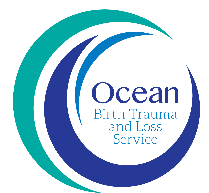 Ocean
Birth Trauma
and Loss
Service